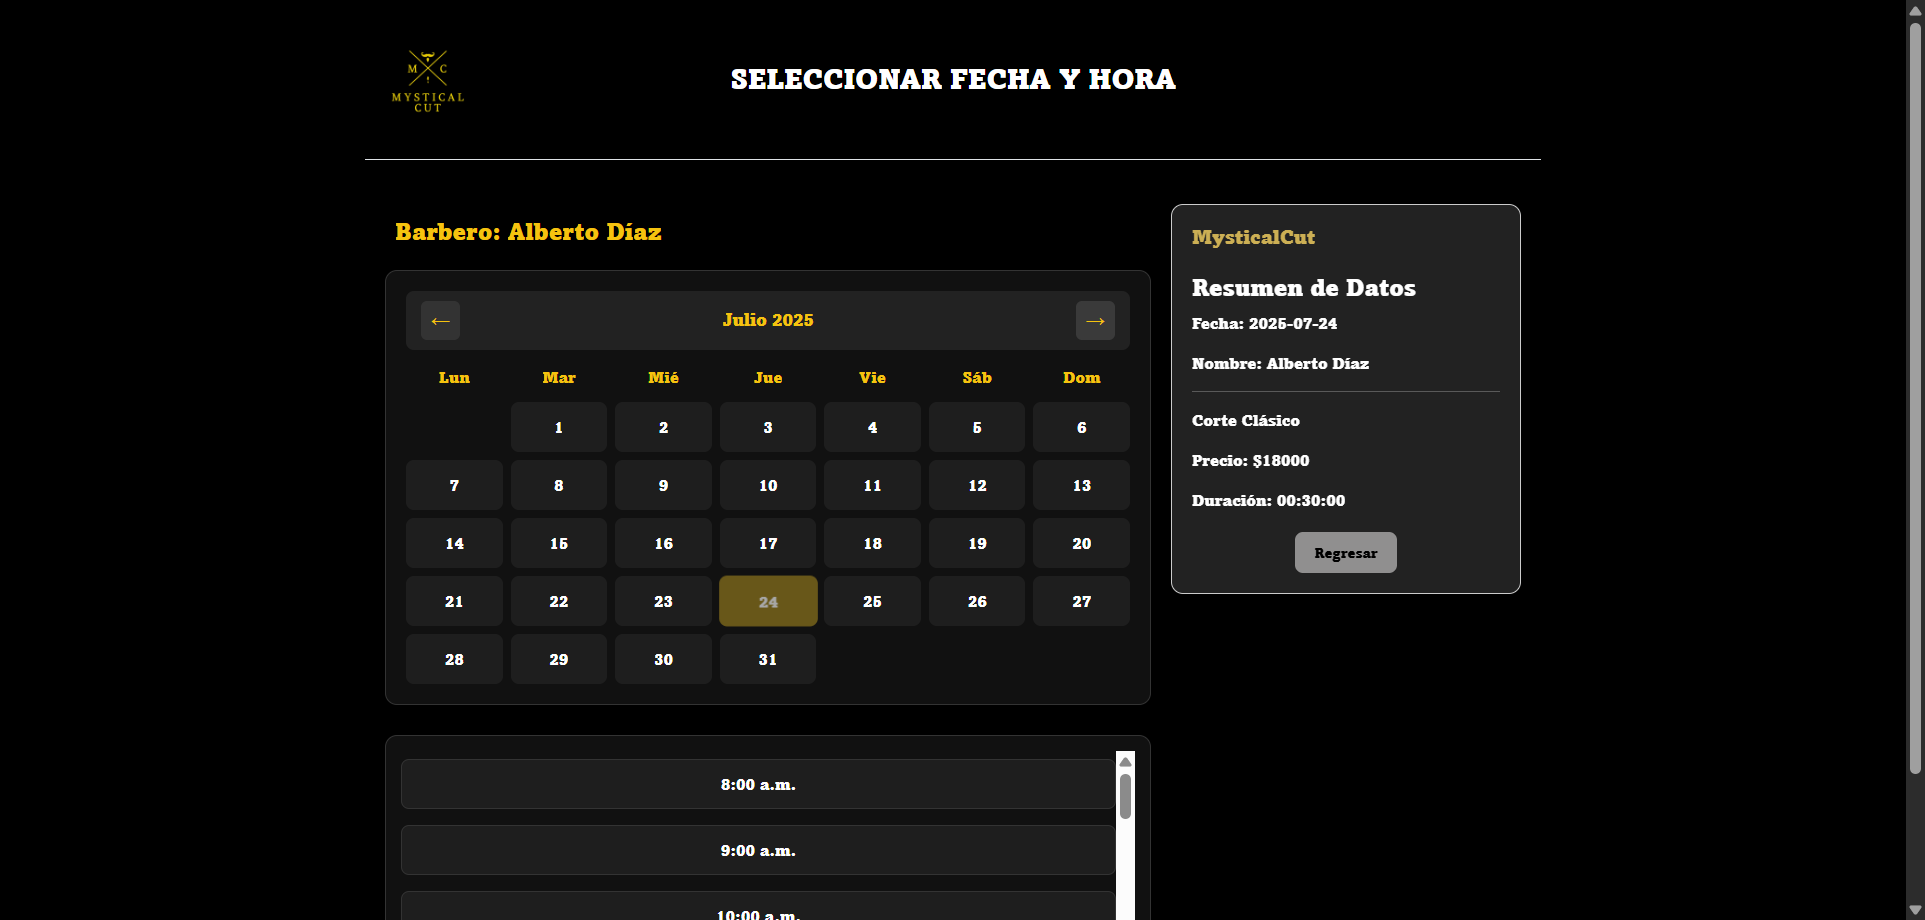 M C
MYSTICAL
CUT
SELECCIONAR FECHA Y HORA
Barbero: Alberto Díaz
← Julio 2025 →
Lun Mar Mié Jue Vie Sáb Dom
1 2 3 4 5 6
7 8 9 10 11 12 13
14 15 16 17 18 19 20
21 22 23 24 25 26 27
28 29 30 31
8:00 a.m.
9:00 a.m.
10:00 a.m.
MysticalCut
Resumen de Datos
Fecha: 2025-07-24
Nombre: Alberto Díaz
Corte Clásico
Precio: $18000
Duración: 00:30:00
Regresar